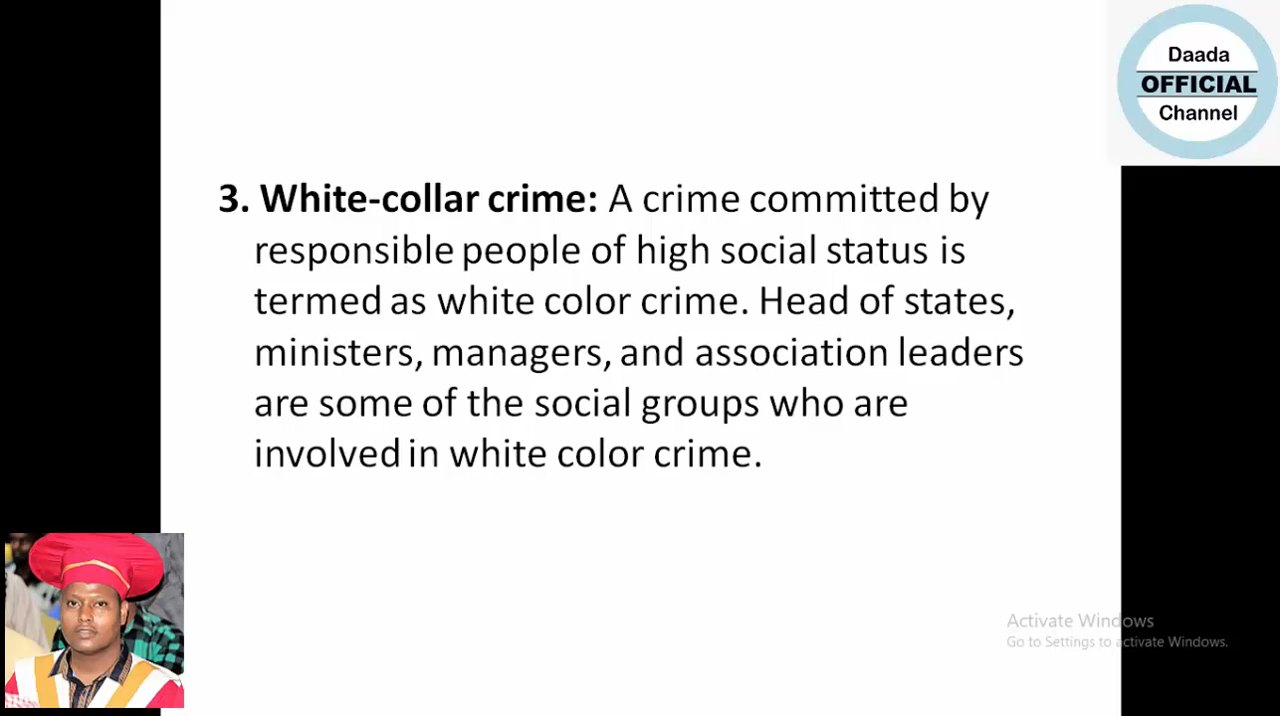 Daada
OFFICIAL
Channel
3. White-collar crime: A crime committed by
responsible people of high social status is
termed as white color crime. Head of states,
ministers, managers, and association leaders
are some of the social groups who are
involved in white color crime.
Activate Windows
Go to Settings to activate Windows.